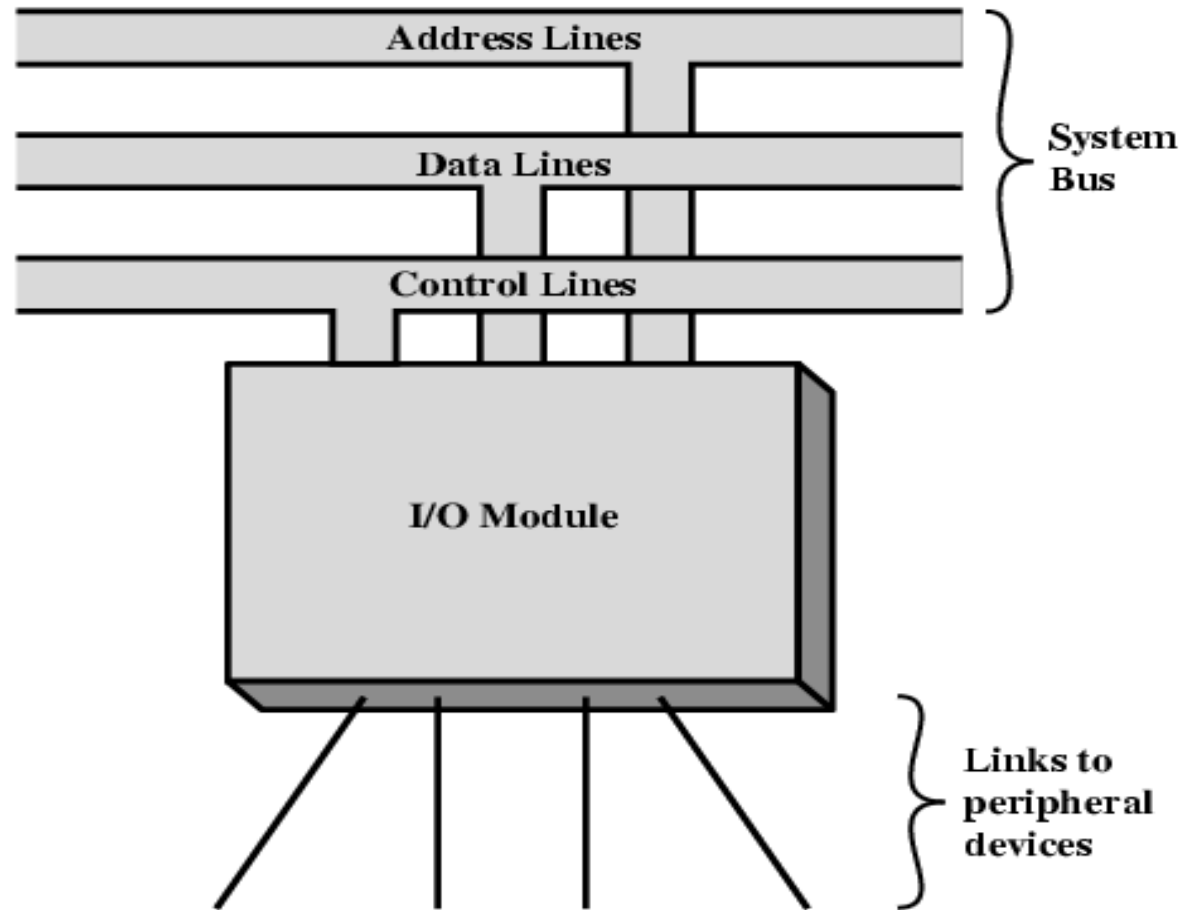 Address Lines
Data Lines
Control Lines
System
Bus
I/O Module
Links to
peripheral
devices